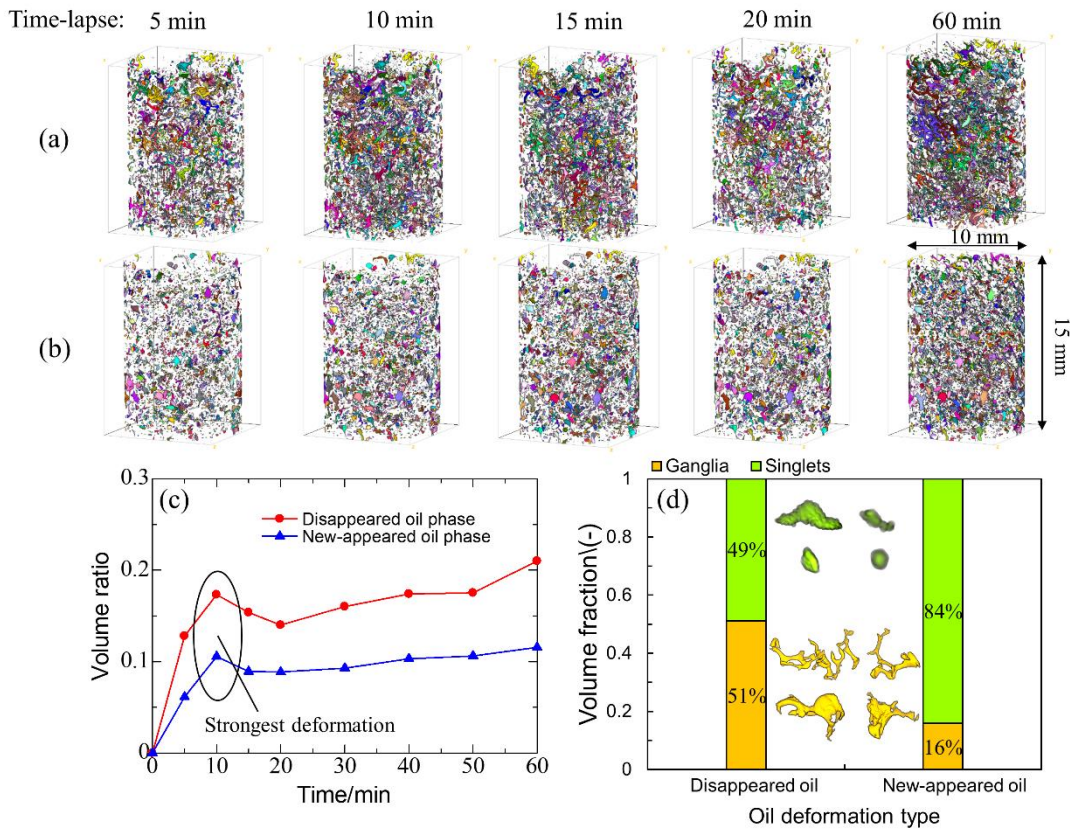 Time-lapse: 5 min 10 min 15 min 20 min 60 min
(a)
10 mm
15 mm
(b)
(c)
0.3
0.2
0.1
0
Volume ratio
Disappeared oil phase
New-appeared oil phase
Strongest deformation
0 10 20 30 40 50 60
Time/min
Ganglia Singlets
(d)
1
0.8
0.6
0.4
0.2
0
Volume fraction\(-)
49%
51%
84%
16%
Disappeared oil New-appeared oil
Oil deformation type